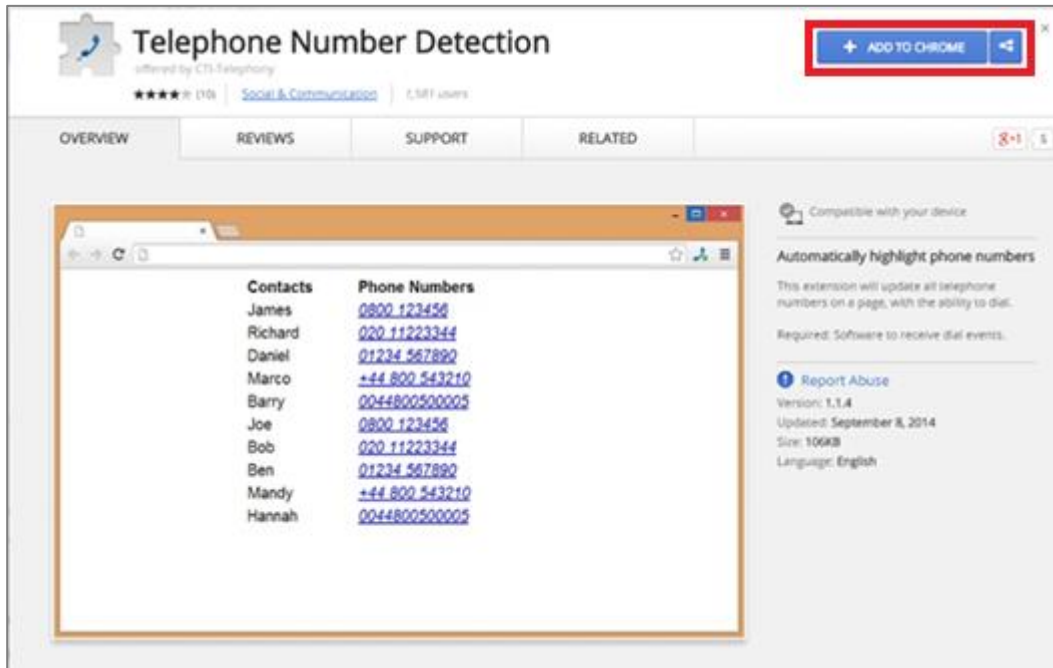 Telephone Number Detection
offered by CTI-Telephony
(10) Social & Communication 1,581 users
+ ADD TO CHROME
OVERVIEW REVIEWS SUPPORT RELATED
g+1 5
Compatible with your device
Automatically highlight phone numbers
This extension will update all telephone
numbers on a page, with the ability to dial.
Required: Software to receive dial events.
Report Abuse
Version: 1.1.4
Updated: September 8, 2014
Size: 106KB
Language: English
Contacts Phone Numbers
James 0800 123456
Richard 020 11223344
Daniel 01234 567890
Marco +44 800 543210
Barry 0044800500005
Joe 0800 123456
Bob 020 11223344
Ben 01234 567890
Mandy +44 800 543210
Hannah 0044800500005